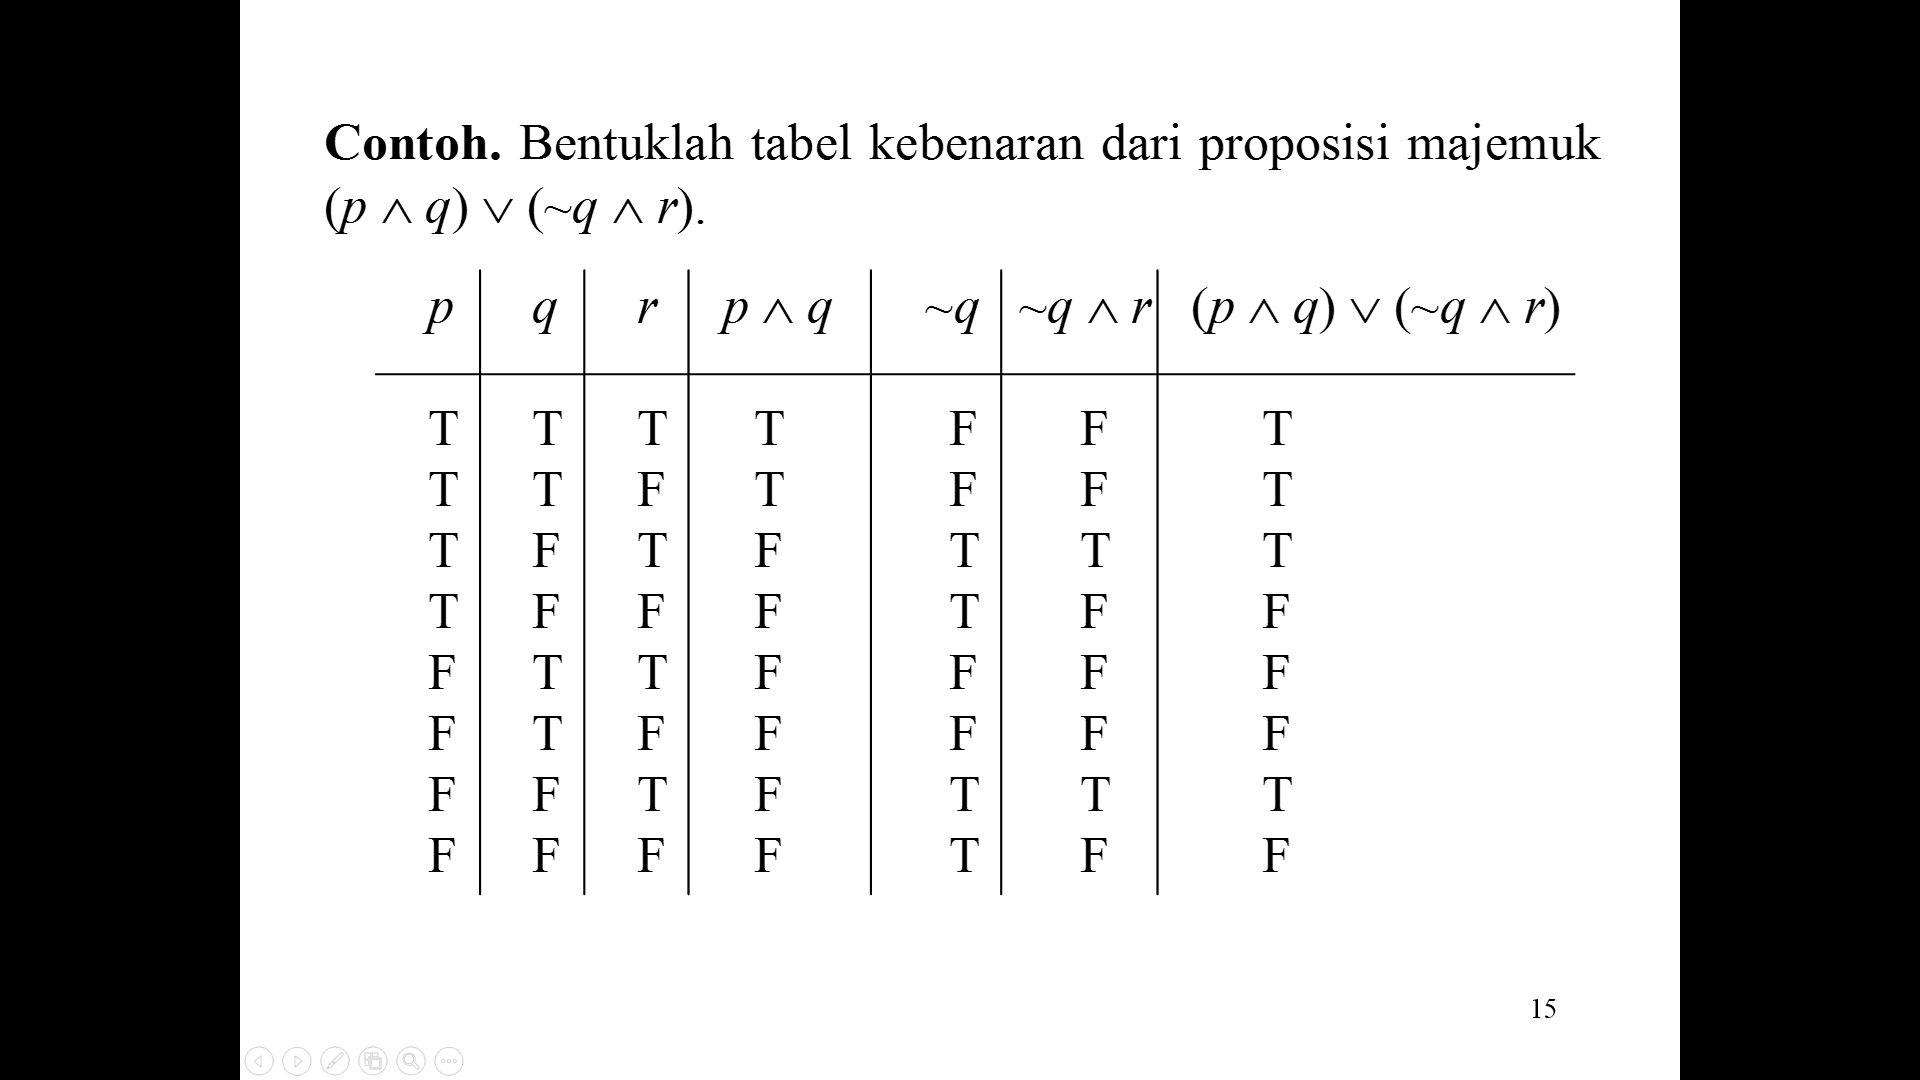 Contoh. Bentuklah tabel kebenaran dari proposisi majemuk
(p ∧ q) ∨ (~q ∧ r).
p q r p ∧ q ~q ~q ∧ r (p ∧ q) ∨ (~q ∧ r)
T T T T F F T
T T F T F F T
T F T F T T T
T F F F T F F
F T T F F F F
F T F F F F F
F F T F T T T
F F F F T F F
15